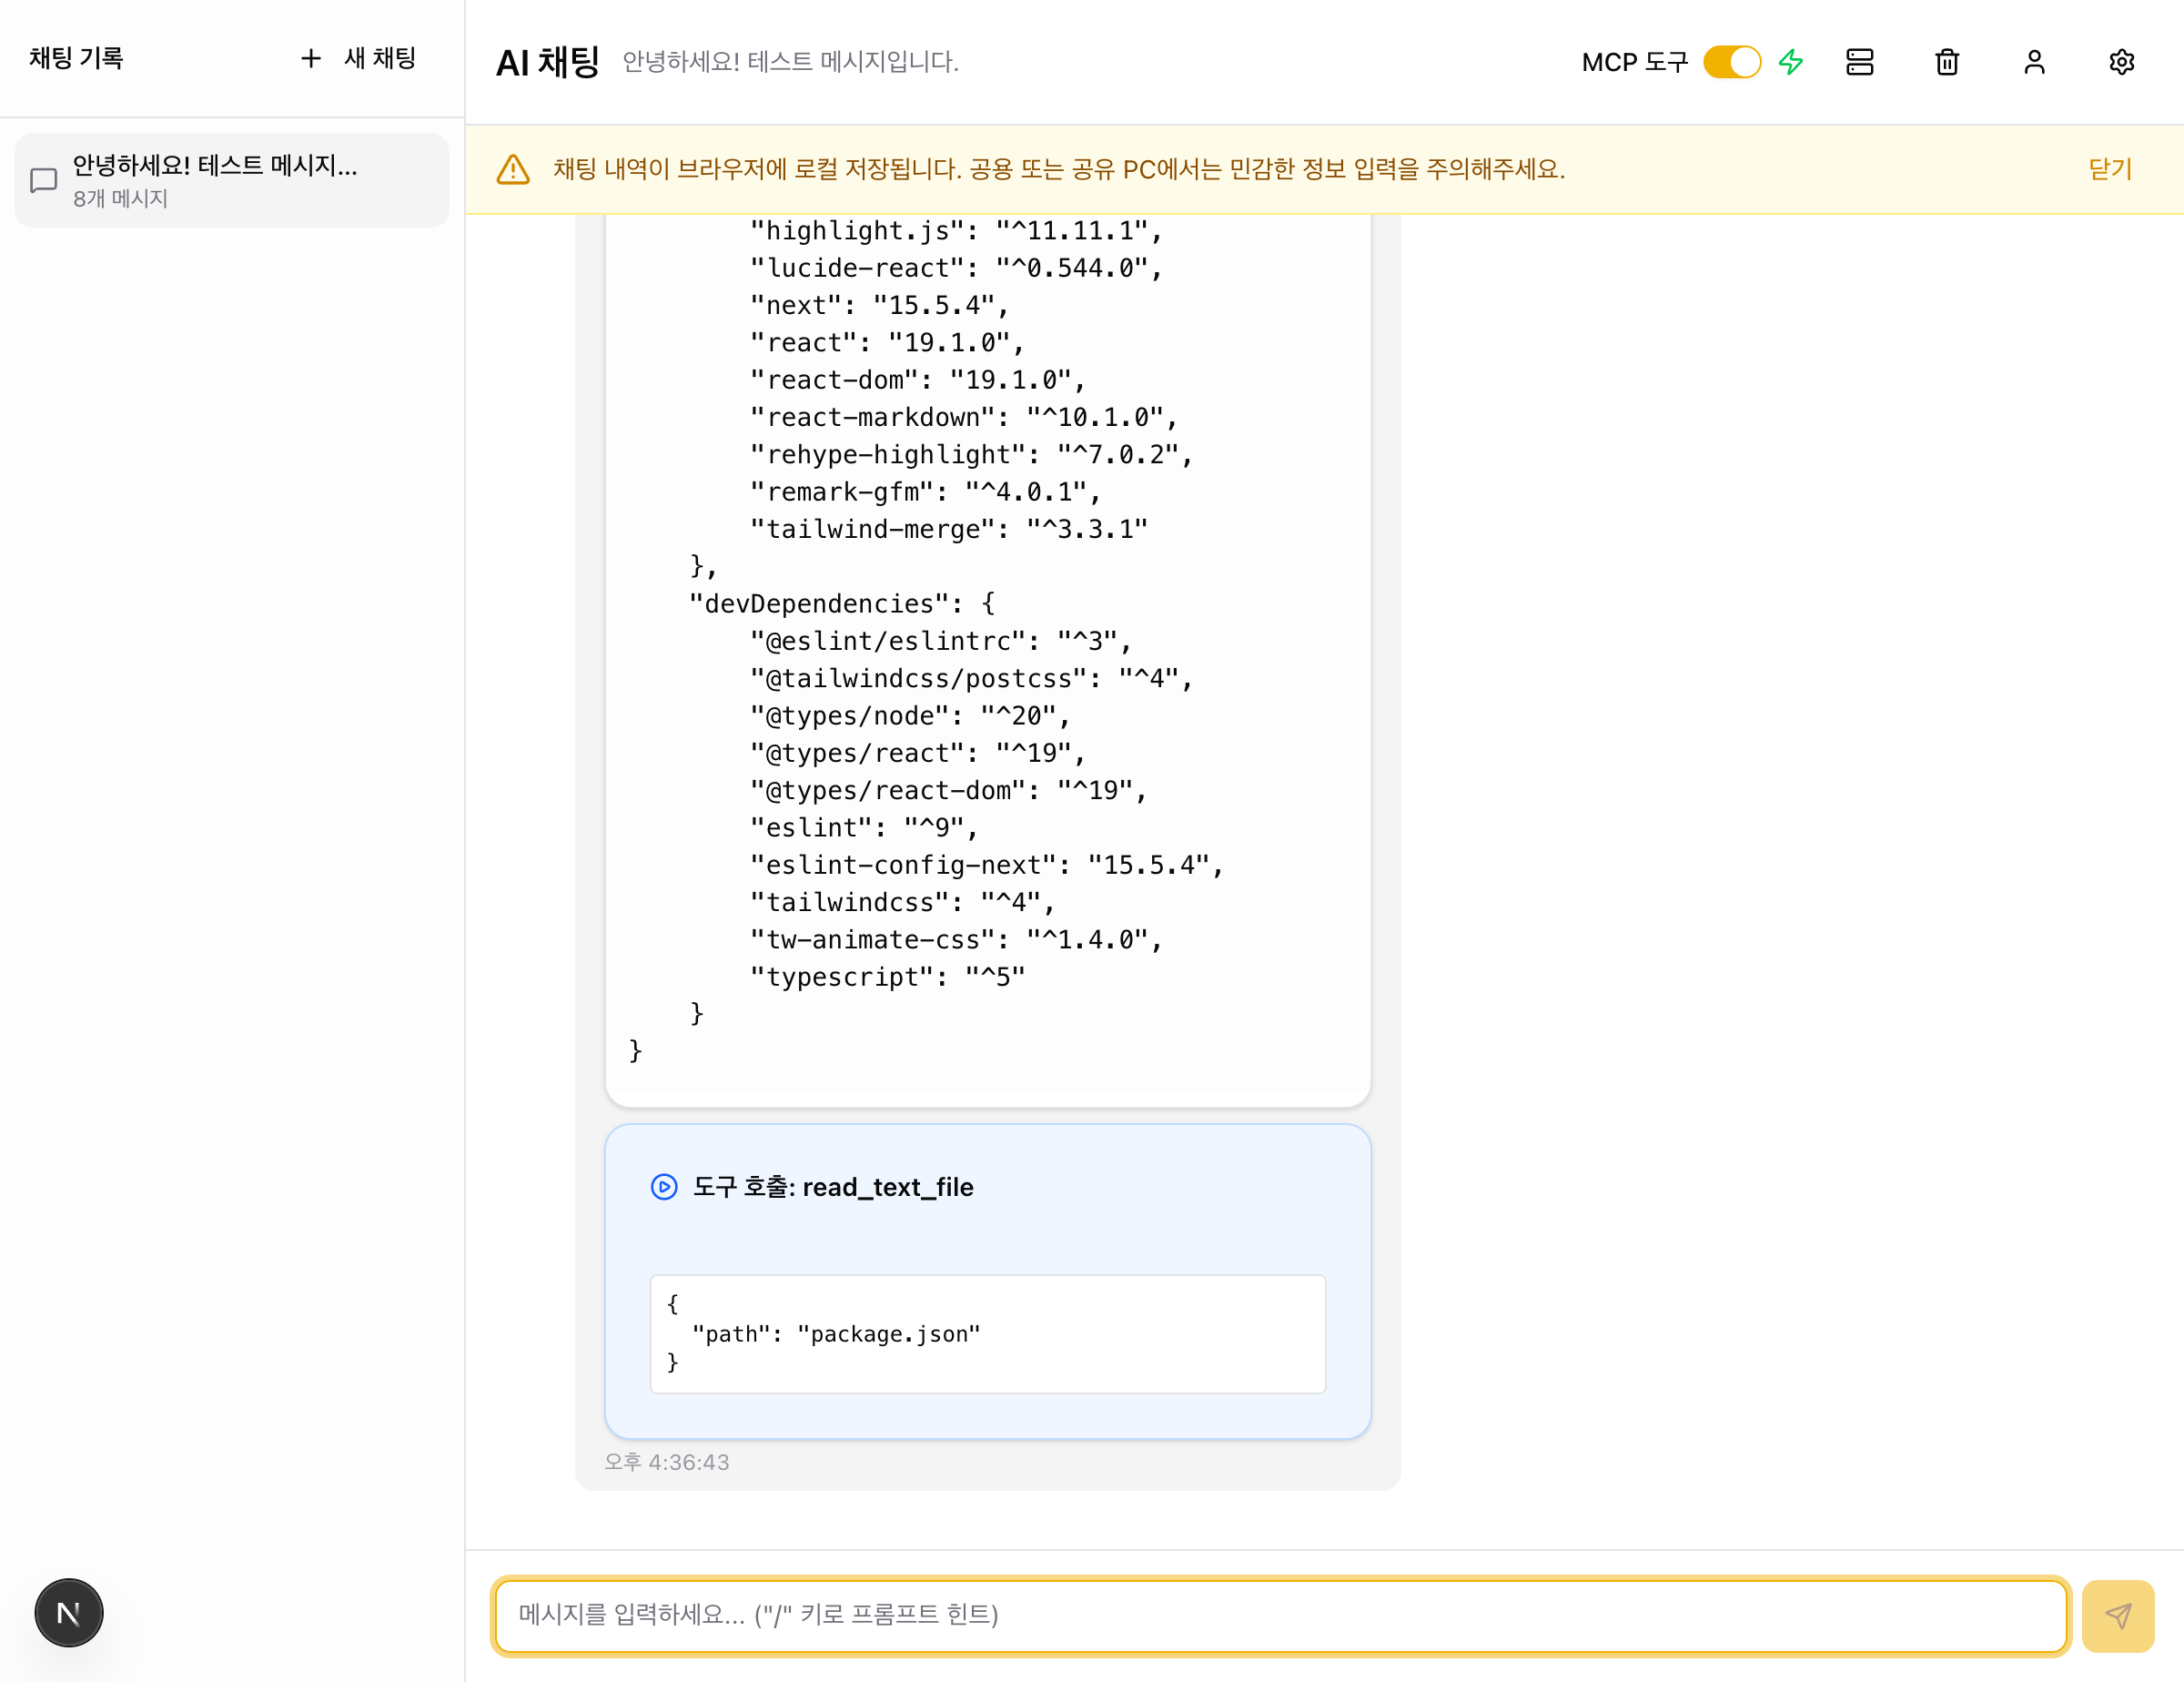 채팅 기록
새 채팅
안녕하세요! 테스트 메시지...
8개 메시지
AI 채팅
안녕하세요! 테스트 메시지입니다.
MCP 도구
채팅 내역이 브라우저에 로컬 저장됩니다. 공용 또는 공유 PC에서는 민감한 정보 입력을 주의해주세요.
닫기
"highlight.js": "^11.11.1",
"lucide-react": "^0.544.0",
"next": "15.5.4",
"react": "19.1.0",
"react-dom": "19.1.0",
"react-markdown": "^10.1.0",
"rehype-highlight": "^7.0.2",
"remark-gfm": "^4.0.1",
"tailwind-merge": "^3.3.1"
},
"devDependencies": {
"@eslint/eslintrc": "^3",
"@tailwindcss/postcss": "^4",
"@types/node": "^20",
"@types/react": "^19",
"@types/react-dom": "^19",
"eslint": "^9",
"eslint-config-next": "15.5.4",
"tailwindcss": "^4",
"tw-animate-css": "^1.4.0",
"typescript": "^5"
}
}
도구 호출: read_text_file
{
"path": "package.json"
}
오후 4:36:43
메시지를 입력하세요... ("/" 키로 프롬프트 힌트)
N